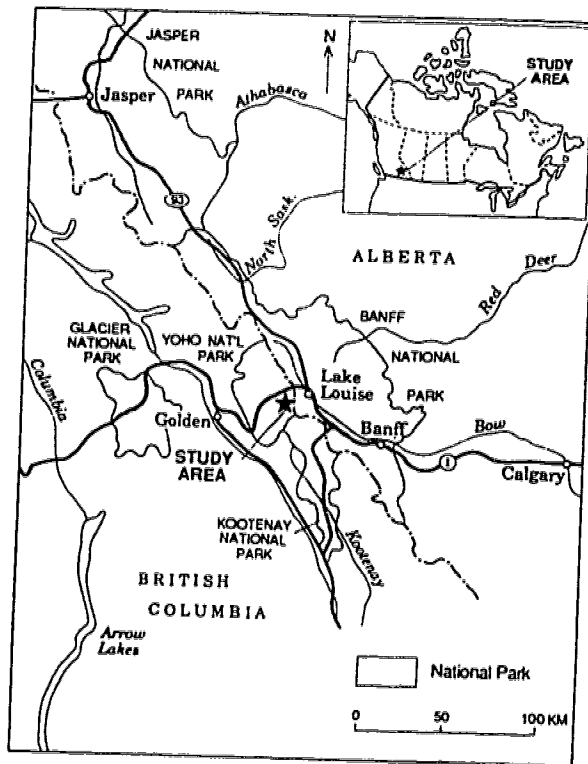 JASPER
NATIONAL
PARK
N
STUDY
AREA
Jasper
Athabasca
93
North Sask.
ALBERTA
Red Deer
BANFF
NATIONAL
PARK
GLACIER
NATIONAL
PARK
YOHO NAT'L
PARK
Columbia
Lake
Louise
Golden
Banff
Bow
STUDY
AREA
1
Calgary
KOOTENAY
NATIONAL
PARK
Kootenay
BRITISH
COLUMBIA
Arrow
Lakes
National Park
0 50 100 KM